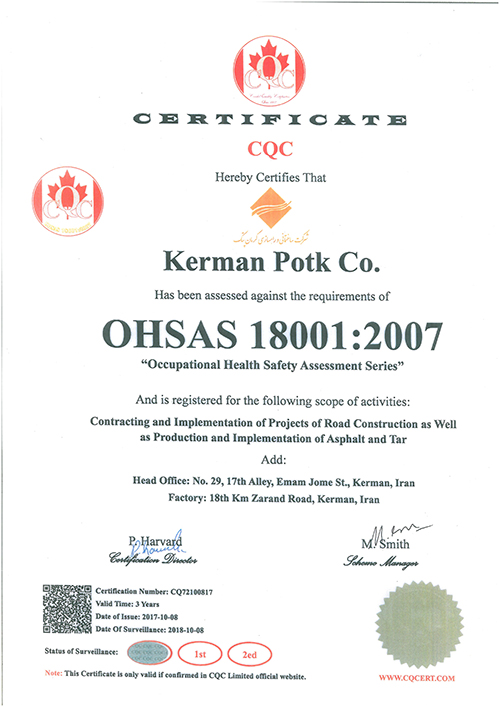 CQC
CERTIFICATE
CQC
Hereby Certifies That
CQC
Kerman Potk Co.
Has been assessed against the requirements of
OHSAS 18001:2007
“Occupational Health Safety Assessment Series”
And is registered for the following scope of activities:
Contracting and Implementation of Projects of Road Construction as Well
as Production and Implementation of Asphalt and Tar
Add:
Head Office: No. 29, 17th Alley, Emam Jome St., Kerman, Iran
Factory: 18th Km Zarand Road, Kerman, Iran
P. Harvard
Certification Director
M. Smith
Scheme Manager
Certification Number: CQ72100817
Valid Time: 3 Years
Date of Issue: 2017-10-08
Date Of Surveillance: 2018-10-08
Status of Surveillance:
1st
2ed
WWW.CQCERT.COM
Note: This Certificate is only valid if confirmed in CQC Limited official website.